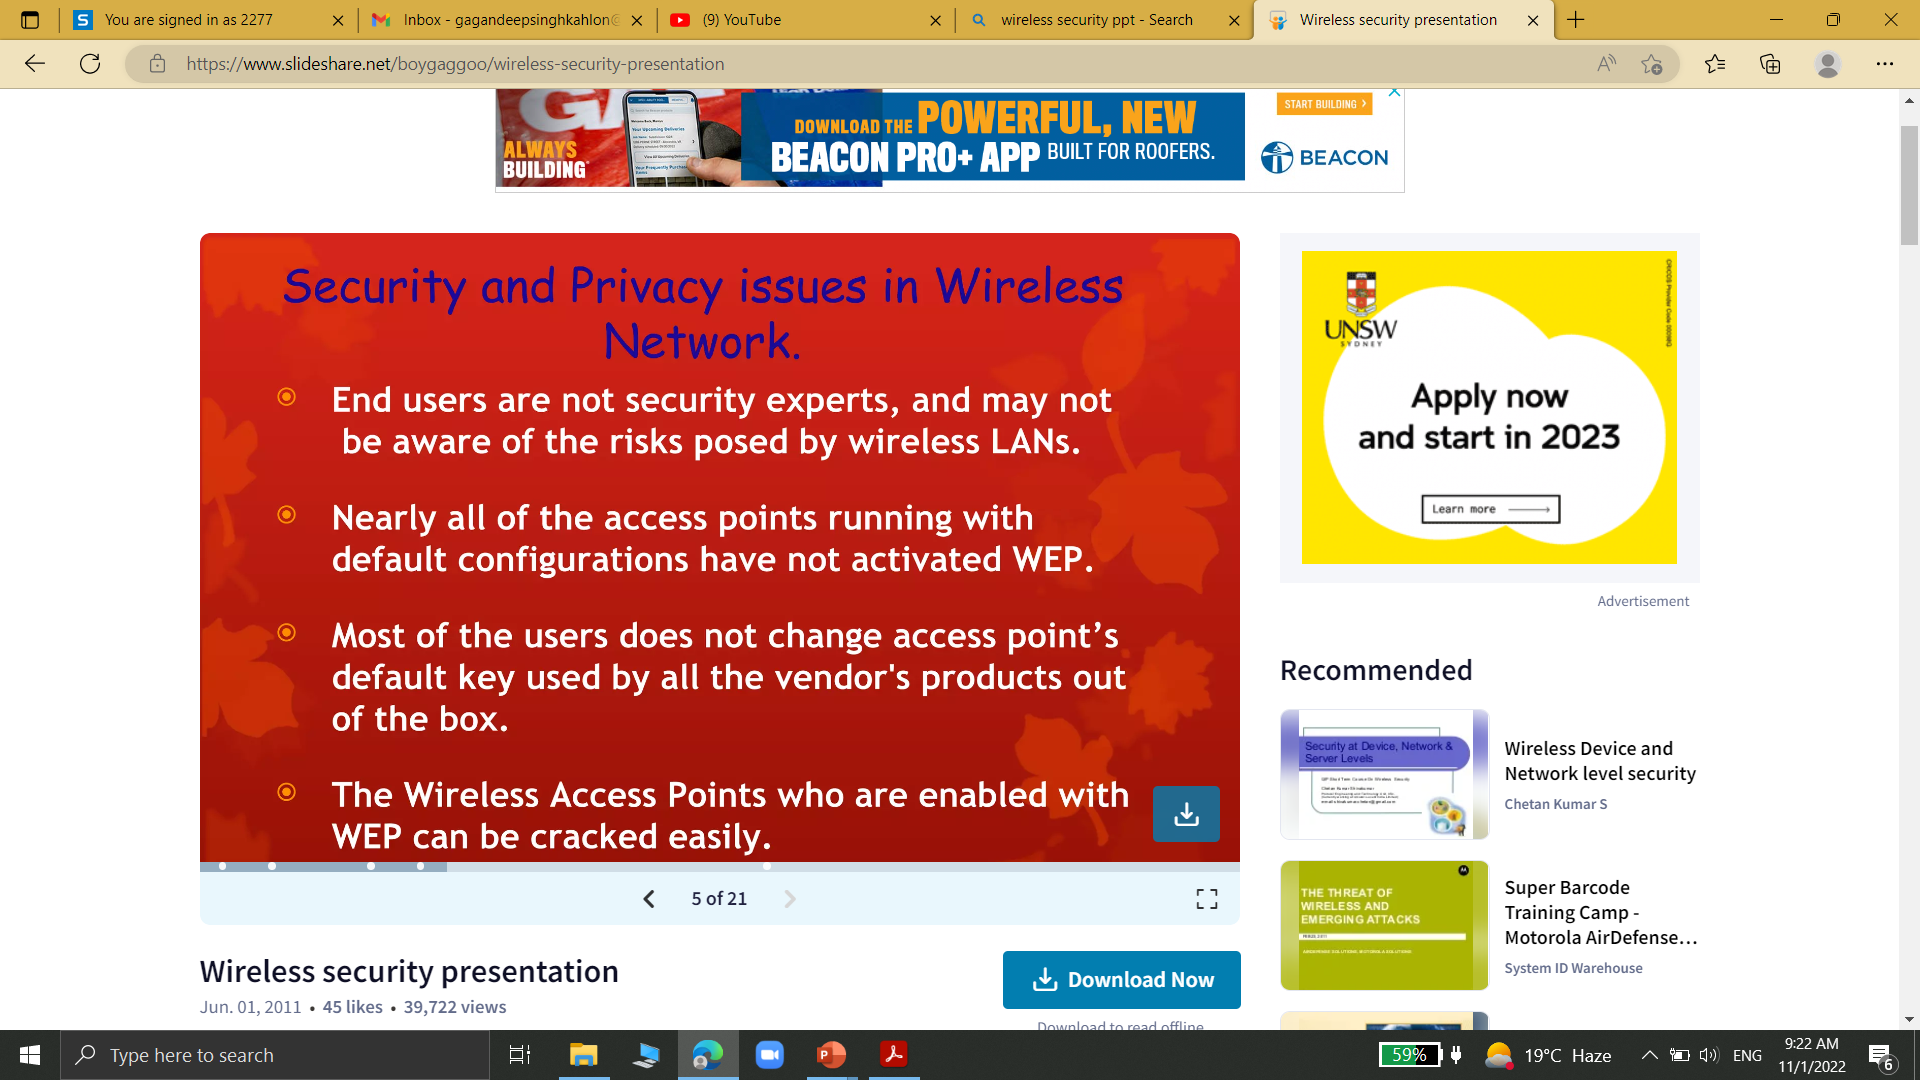 You are signed in as 2277
Inbox - gagandeepsinghkahlon@
(9) YouTube
wireless security ppt - Search
Wireless security presentation
https://www.slideshare.net/boygaggoo/wireless-security-presentation
ALWAYS
BUILDING
Your Upcoming Deliveries
DOWNLOAD THE POWERFUL, NEW
BEACON PRO+ APP BUILT FOR ROOFERS.
START BUILDING >
BEACON
Security and Privacy issues in Wireless
Network.
End users are not security experts, and may not
be aware of the risks posed by wireless LANs.
Nearly all of the access points running with
default configurations have not activated WEP.
Most of the users does not change access point’s
default key used by all the vendor's products out
of the box.
The Wireless Access Points who are enabled with
WEP can be cracked easily.
5 of 21
Wireless security presentation
Jun. 01, 2011 • 45 likes • 39,722 views
Download Now
Download to read offline
UNSW
SYDNEY
Apply now
and start in 2023
Learn more
Advertisement
Recommended
Security at Device, Network &
Server Levels
Wireless Device and
Network level security
Chetan Kumar S
THE THREAT OF
WIRELESS AND
EMERGING ATTACKS
Super Barcode
Training Camp -
Motorola AirDefense…
System ID Warehouse
Type here to search
59%
19°C Haze
ENG
9:22 AM
11/1/2022
6